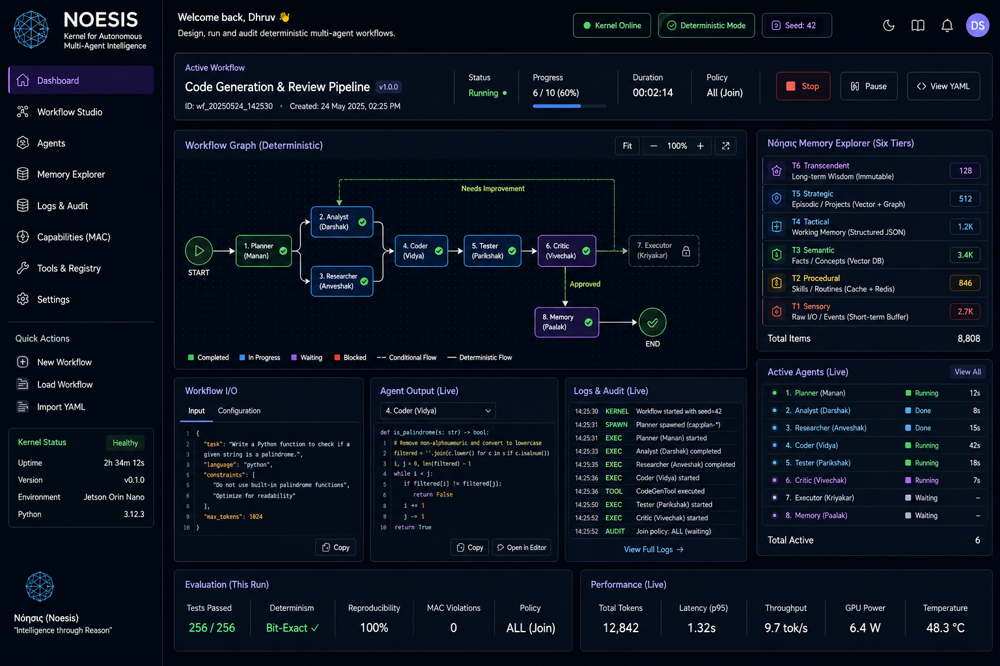 NOESIS
Kernel for Autonomous
Multi-Agent Intelligence
Dashboard
Workflow Studio
Agents
Memory Explorer
Logs & Audit
Capabilities (MAC)
Tools & Registry
Settings
Quick Actions
New Workflow
Load Workflow
Import YAML
Kernel Status Healthy
Uptime 2h 34m 12s
Version v0.1.0
Environment Jetson Orin Nano
Python 3.12.3
Νόησις (Noesis)
"Intelligence through Reason"
Welcome back, Dhruv 👋
Design, run and audit deterministic multi-agent workflows.
Kernel Online
Deterministic Mode
Seed: 42
DS
Active Workflow
Code Generation & Review Pipeline v1.0.0
ID: wf_20250524_142530 • Created: 24 May 2025, 02:25 PM
Status
Running
Progress
6 / 10 (60%)
Duration
00:02:14
Policy
All (Join)
Stop
Pause
View YAML
Workflow Graph (Deterministic)
Fit
− 100% +
Needs Improvement
START
1. Planner
(Manan)
2. Analyst
(Darshak)
3. Researcher
(Anveshak)
4. Coder
(Vidya)
5. Tester
(Parikshak)
6. Critic
(Vivechak)
7. Executor
(Kriyakar)
Approved
8. Memory
(Paalak)
END
Completed
In Progress
Waiting
Blocked
Conditional Flow
Deterministic Flow
Νόησις Memory Explorer (Six Tiers)
T6 Transcendent
Long-term Wisdom (Immutable)
128
T5 Strategic
Episodic / Projects (Vector + Graph)
512
T4 Tactical
Working Memory (Structured JSON)
1.2K
T3 Semantic
Facts / Concepts (Vector DB)
3.4K
T2 Procedural
Skills / Routines (Cache + Redis)
846
T1 Sensory
Raw I/O / Events (Short-term Buffer)
2.7K
Total Items 8,808
Workflow I/O
Input Configuration
1 {
2 "task": "Write a Python function to check if a
3 given string is a palindrome.",
3 "language": "python",
5 "constraints": [
5 "Do not use built-in palindrome functions",
6 "Optimize for readability"
8 ],
9 "max_tokens": 1024
10 }
Copy
Agent Output (Live)
4. Coder (Vidya)
def is_palindrome(s: str) -> bool:
1 # Remove non-alphoumeoric and convert to lowercase
2 filtered = ''.join(c.lower() for c in s if c.isalnum())
3 i, j = 0, len(filtered) − 1
4 while i < j:
5 if filtered[i] != filtered[j]:
6 return False
8 i += 1
8 j −= 1
10 return True
Copy
Open in Editor
Logs & Audit (Live)
14:25:30 KERNEL Workflow started with seed=42
14:25:31 SPAWN Planner spawned (cap:plan-*)
14:25:31 EXEC Planner (Manan) started
14:25:33 EXEC Analyst (Darshak) completed
14:25:35 EXEC Researcher (Anveshak) completed
14:25:36 EXEC Coder (Vidya) started
14:25:36 TOOL CodeGenTool executed
14:25:50 EXEC Tester (Parikshak) started
14:25:52 EXEC Critic (Vivechak) started
14:25:52 AUDIT Join policy: ALL (waiting)
View Full Logs →
Active Agents (Live) View All
1. Planner (Manan) Running 12s
2. Analyst (Darshak) Done 8s
3. Researcher (Anveshak) Done 15s
4. Coder (Vidya) Running 42s
5. Tester (Parikshak) Running 18s
6. Critic (Vivechak) Running 7s
7. Executor (Kriyakar) Waiting –
8. Memory (Paalak) Waiting –
Total Active 6
Evaluation (This Run)
Tests Passed
256 / 256
Determinism
Bit-Exact ✓
Reproducibility
100%
MAC Violations
0
Policy
ALL (Join)
Performance (Live)
Total Tokens
12,842
Latency (p95)
1.32s
Throughput
9.7 tok/s
GPU Power
6.4 W
Temperature
48.3 °C